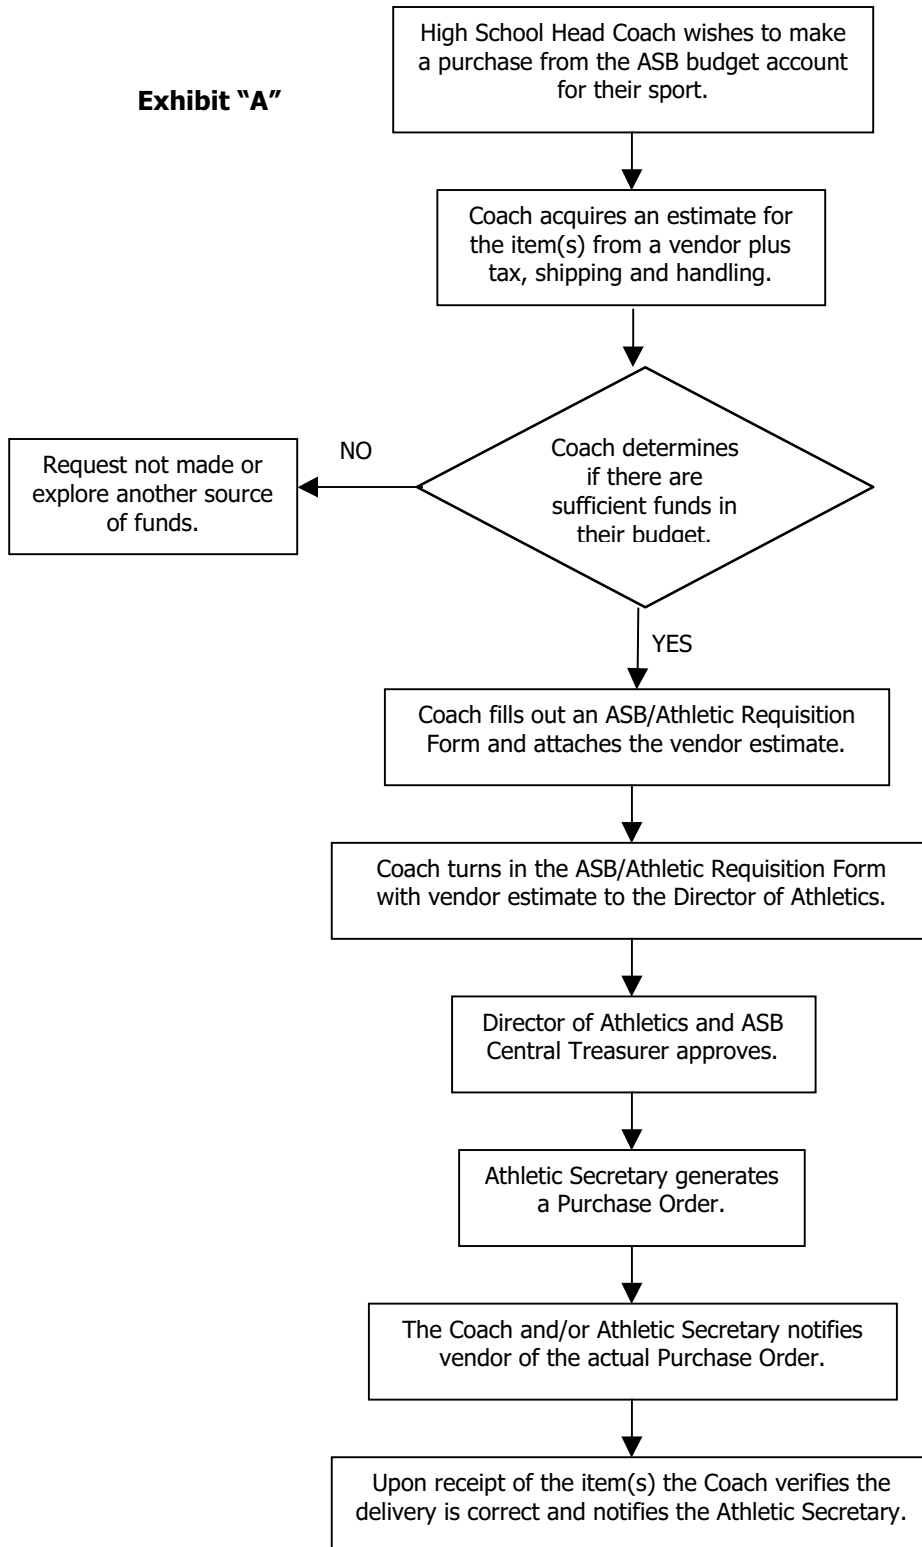 High School Head Coach wishes to make
a purchase from the ASB budget account
for their sport.
Exhibit “A”
Coach acquires an estimate for
the item(s) from a vendor plus
tax, shipping and handling.
Coach determines
if there are
sufficient funds in
their budget.
NO
Request not made or
explore another source
of funds.
YES
Coach fills out an ASB/Athletic Requisition
Form and attaches the vendor estimate.
Coach turns in the ASB/Athletic Requisition Form
with vendor estimate to the Director of Athletics.
Director of Athletics and ASB
Central Treasurer approves.
Athletic Secretary generates
a Purchase Order.
The Coach and/or Athletic Secretary notifies
vendor of the actual Purchase Order.
Upon receipt of the item(s) the Coach verifies the
delivery is correct and notifies the Athletic Secretary.